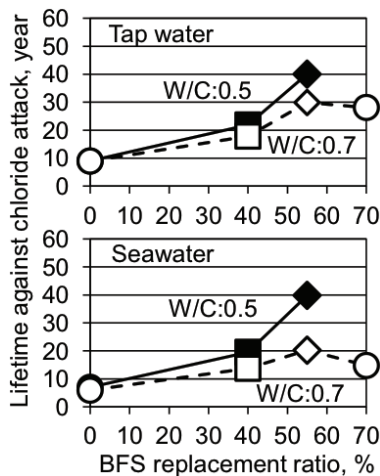 Lifetime against chloride attack, year
60
Tap water
50
40
W/C:0.5
30
20
W/C:0.7
10
0
0 10 20 30 40 50 60 70
60
Seawater
50
40
W/C:0.5
30
20
10
W/C:0.7
0
0 10 20 30 40 50 60 70
BFS replacement ratio, %